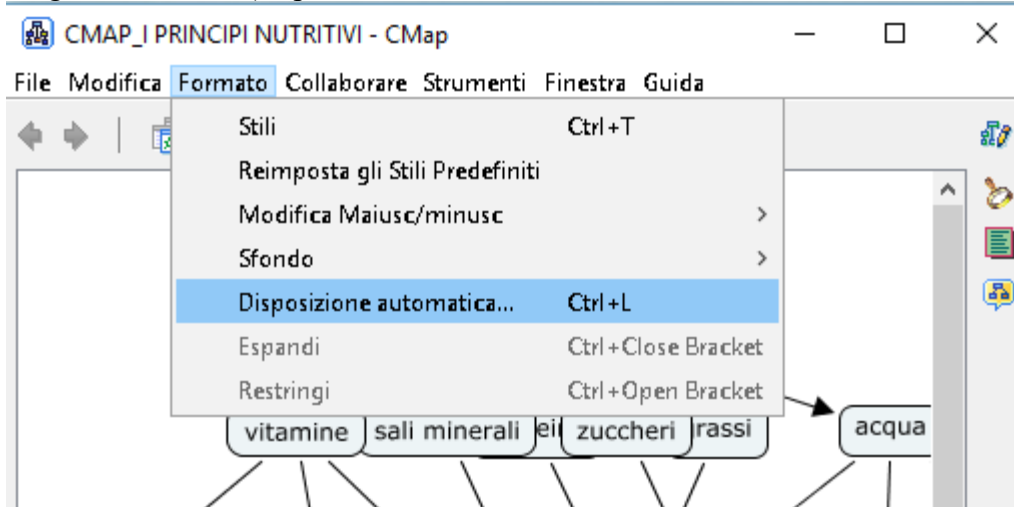 CMAP_I PRINCIPI NUTRITIVI - CMap
File Modifica Formato Collaborare Strumenti Finestra Guida
Stili Ctrl+T
Reimposta gli Stili Predefiniti
Modifica Maiusc/minusc
Sfondo
Disposizione automatica... Ctrl+L
Espandi Ctrl+Close Bracket
Restringi Ctrl+Open Bracket
vitamine sali minerali zuccheri rassi acqua